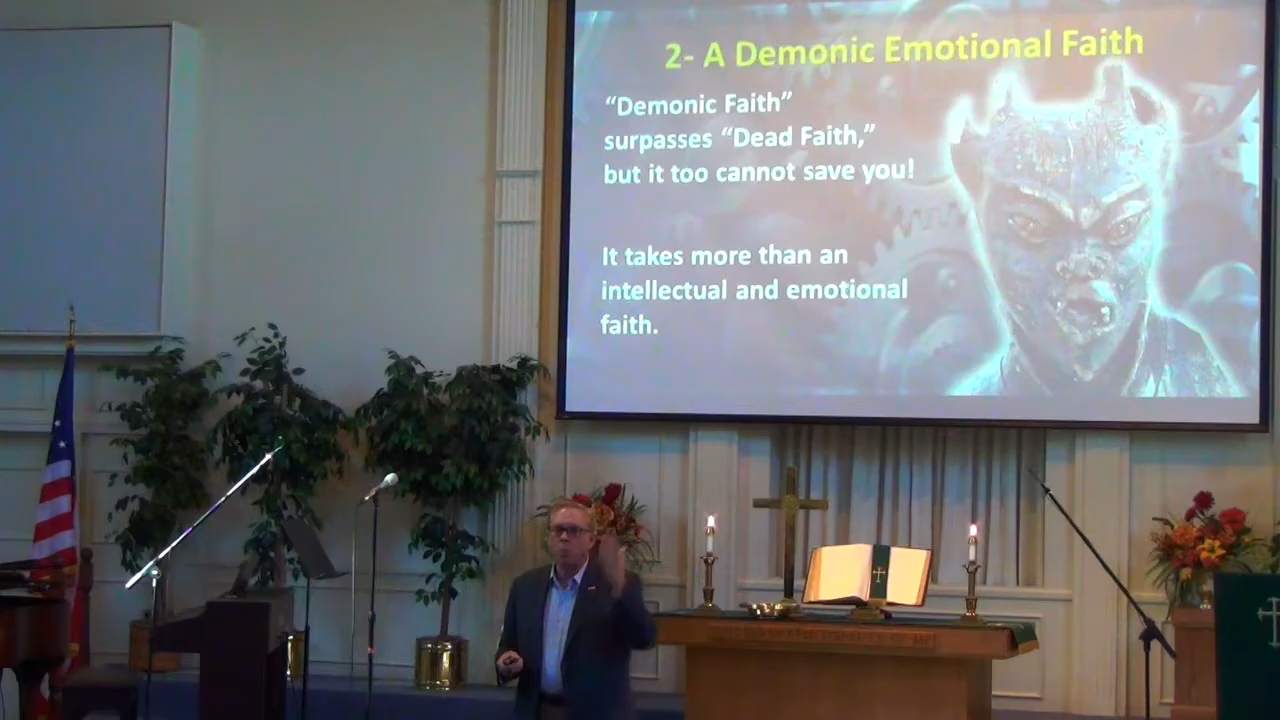 2- A Demonic Emotional Faith
“Demonic Faith”
surpasses “Dead Faith,”
but it too cannot save you!
It takes more than an
intellectual and emotional
faith.